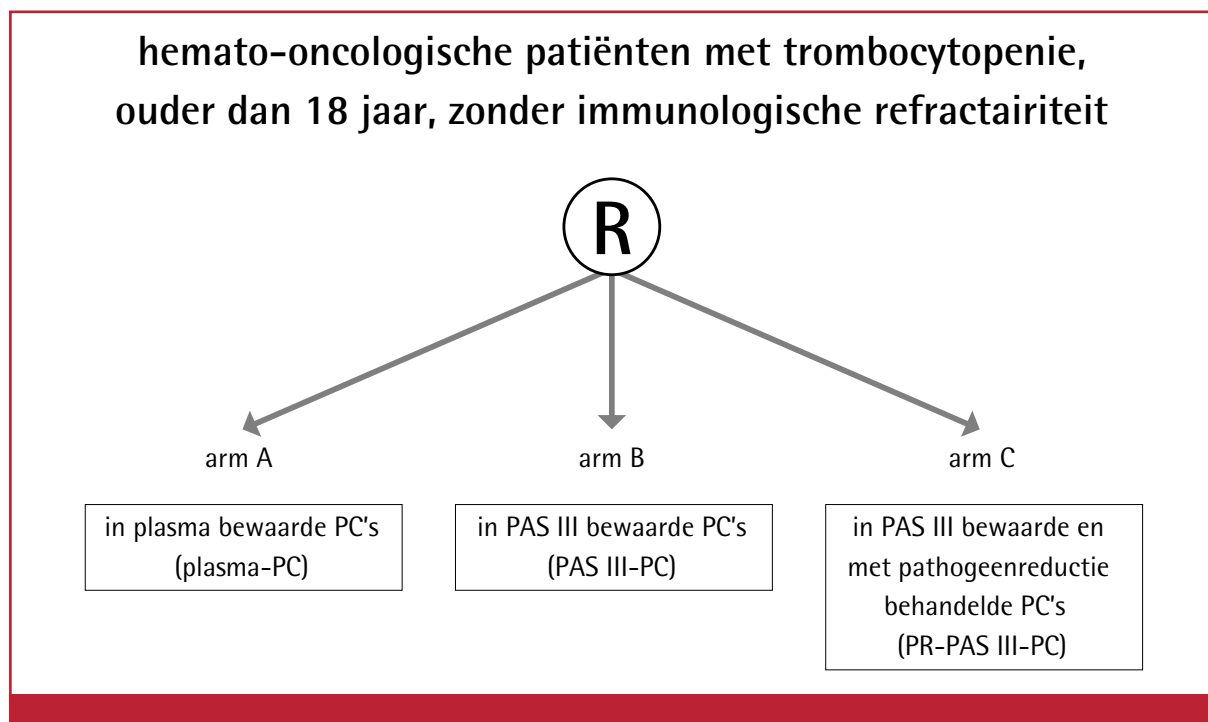 hemato-oncologische patiënten met trombocytopenie,
ouder dan 18 jaar, zonder immunologische refractairiteit
R
arm A
arm B
arm C
in plasma bewaarde PC's
(plasma-PC)
in PAS III bewaarde PC's
(PAS III-PC)
in PAS III bewaarde en
met pathogeenreductie
behandelde PC's
(PR-PAS III-PC)